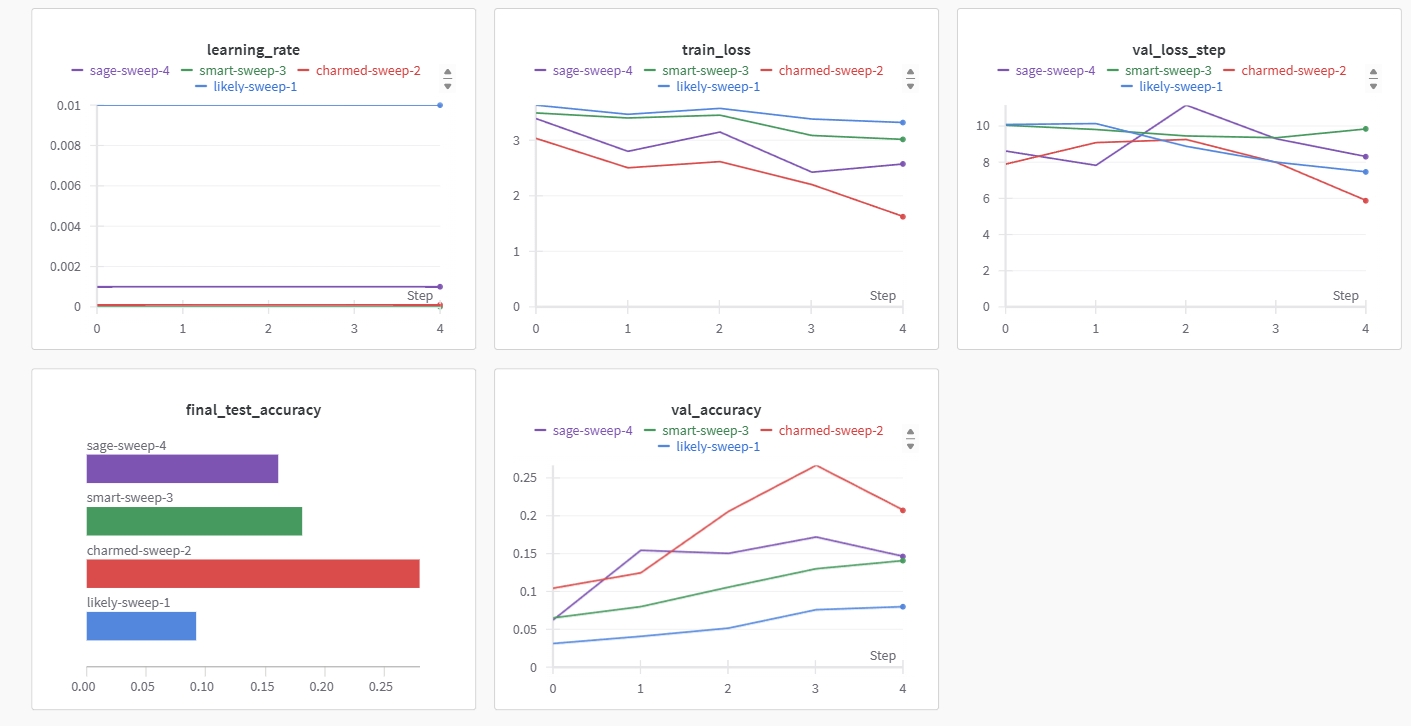 learning_rate
sage-sweep-4 smart-sweep-3 charmed-sweep-2
likely-sweep-1
0.01
0.008
0.006
0.004
0.002
0
Step
0 1 2 3 4
train_loss
sage-sweep-4 smart-sweep-3 charmed-sweep-2
likely-sweep-1
3
2
1
0
Step
0 1 2 3 4
val_loss_step
sage-sweep-4 smart-sweep-3 charmed-sweep-2
likely-sweep-1
10
8
6
4
2
0
Step
0 1 2 3 4
final_test_accuracy
sage-sweep-4
smart-sweep-3
charmed-sweep-2
likely-sweep-1
0.00 0.05 0.10 0.15 0.20 0.25
val_accuracy
sage-sweep-4 smart-sweep-3 charmed-sweep-2
likely-sweep-1
0.25
0.2
0.15
0.1
0.05
0
Step
0 1 2 3 4